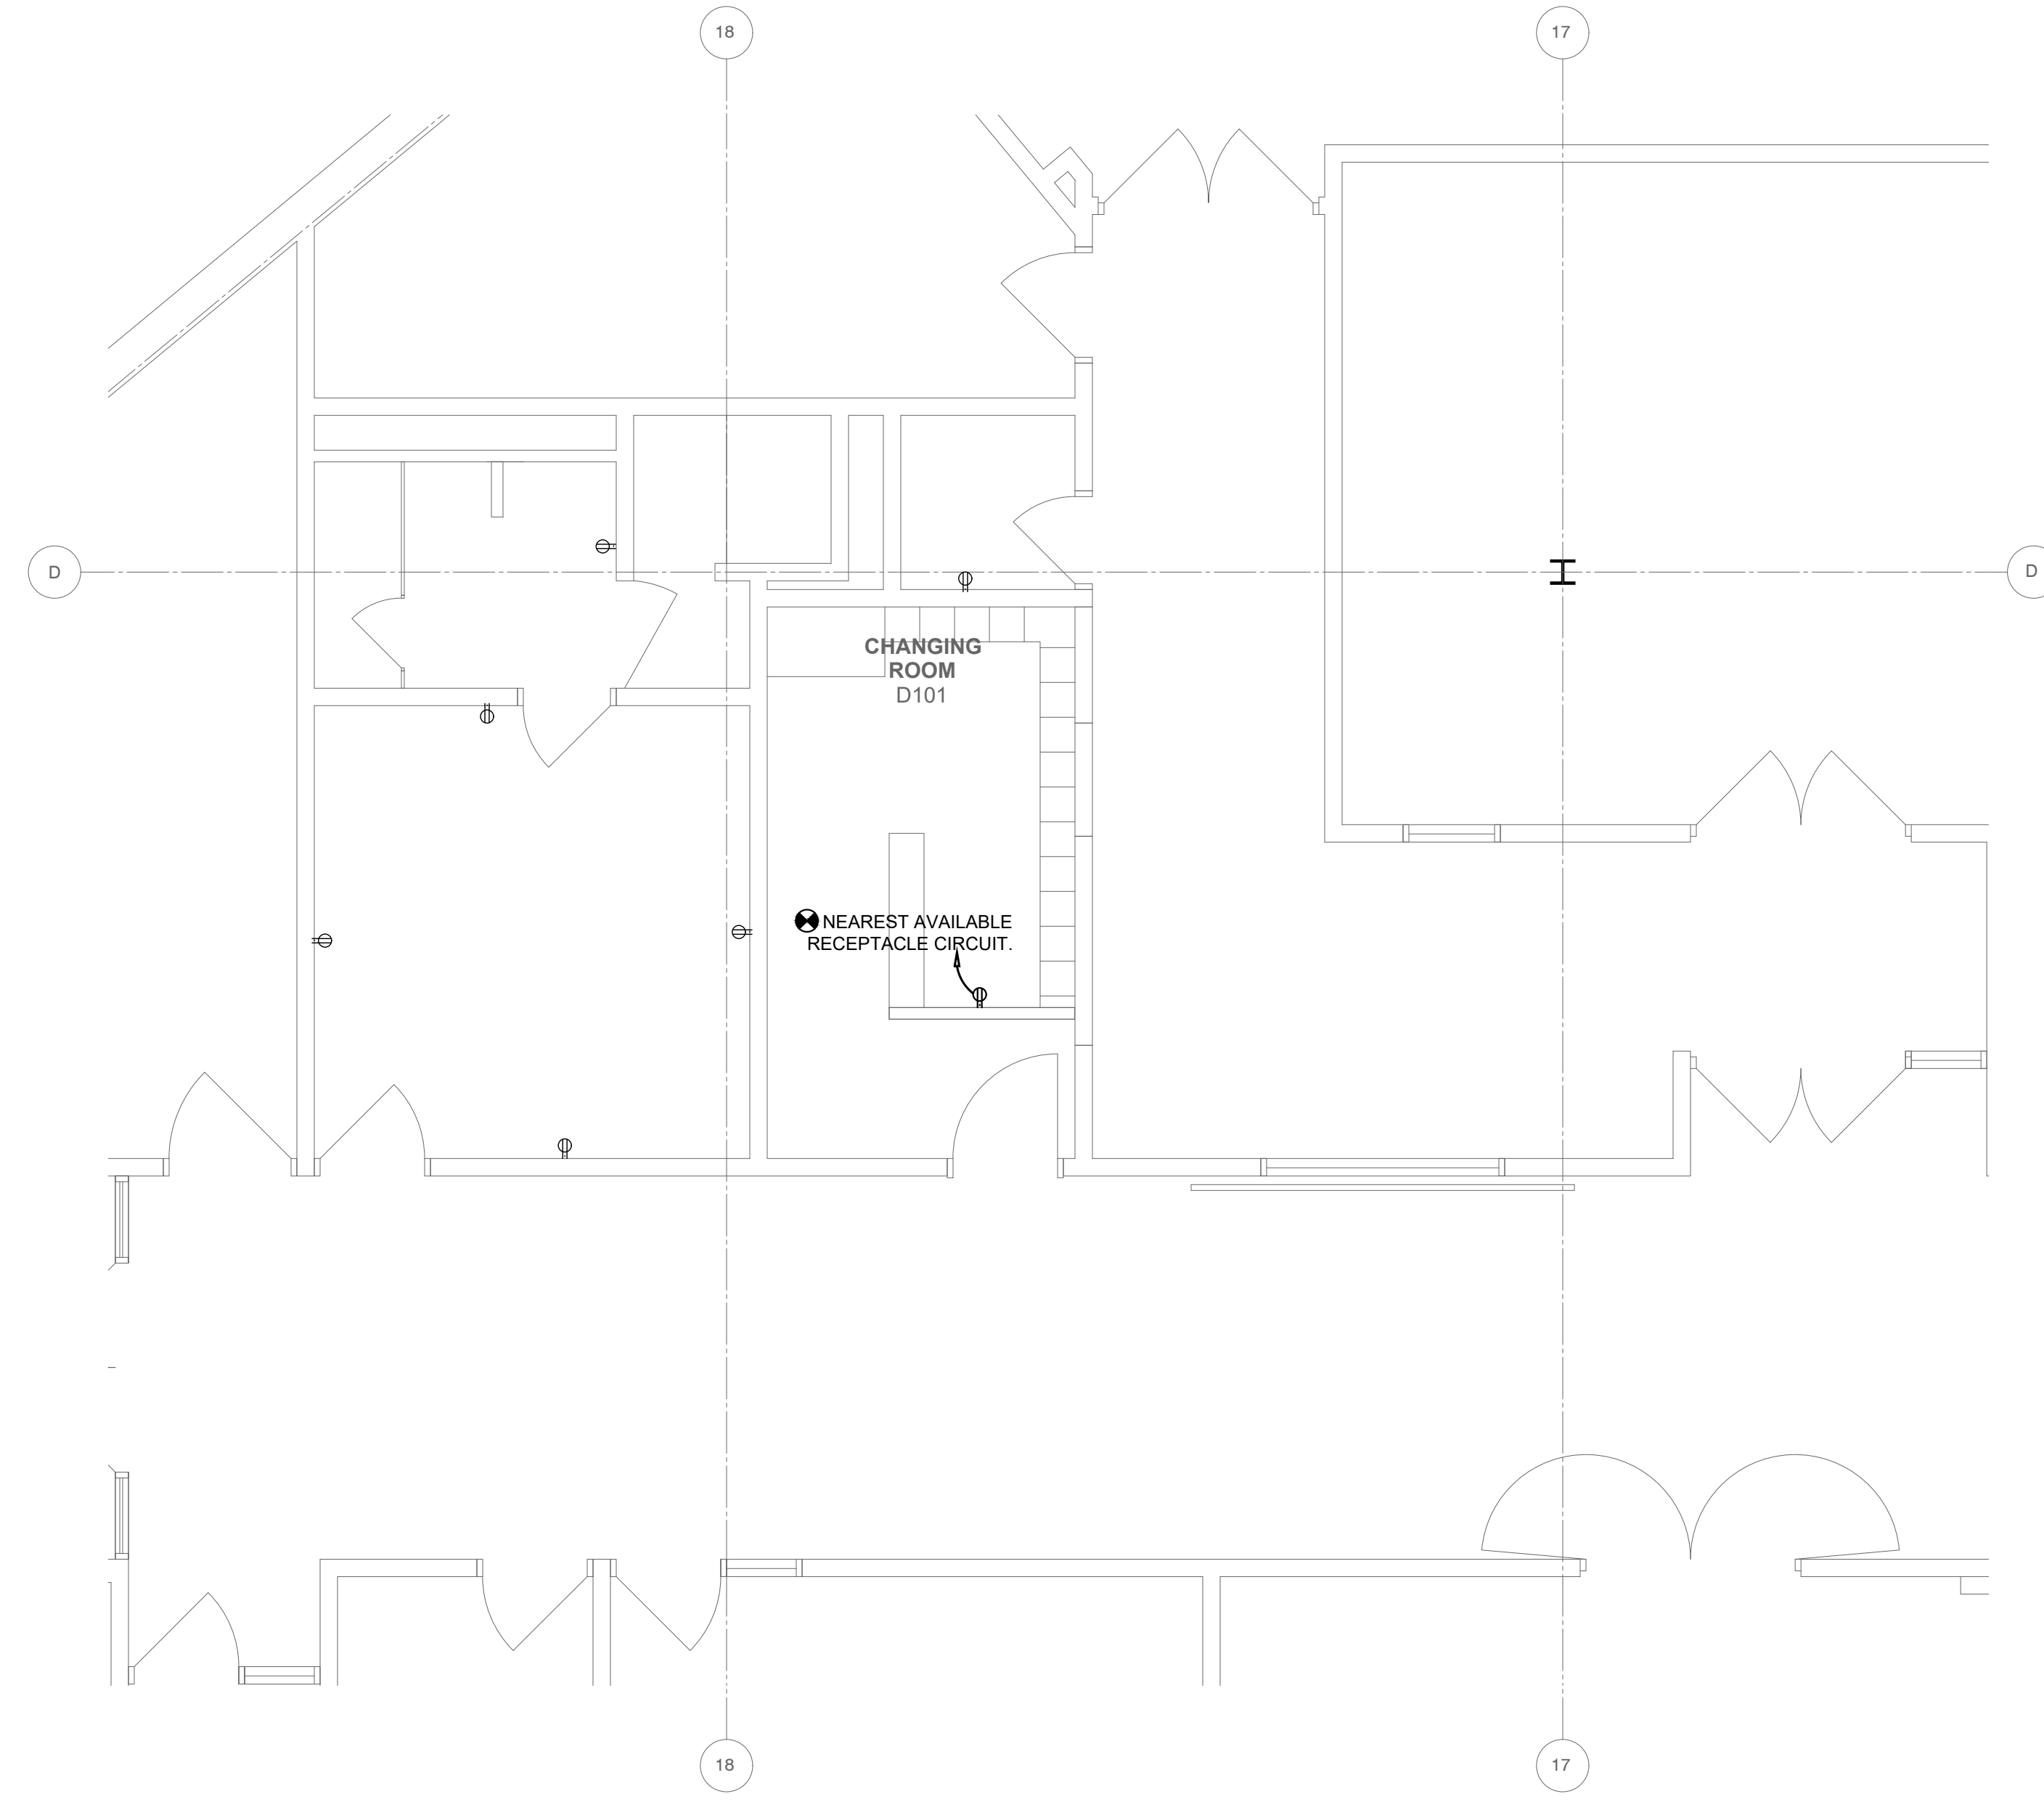 18
17
D
D
CHANGING
ROOM
D101
NEAREST AVAILABLE
RECEPTACLE CIRCUIT.
18
17